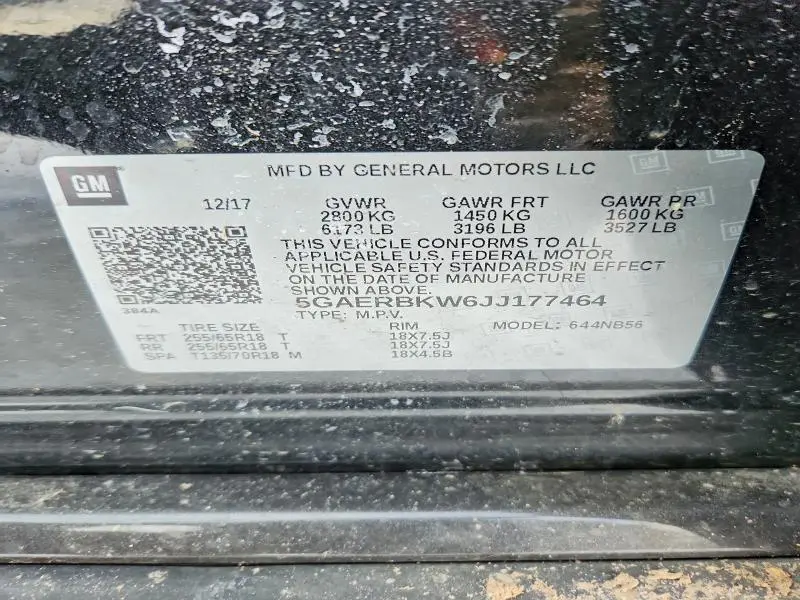 GM
MFD BY GENERAL MOTORS LLC
12/17 GVWR GAWR FRT GAWR RR
2800 KG 1450 KG 1600 KG
6173 LB 3196 LB 3527 LB
THIS VEHICLE CONFORMS TO ALL
APPLICABLE U.S. FEDERAL MOTOR
VEHICLE SAFETY STANDARDS IN EFFECT
ON THE DATE OF MANUFACTURE
SHOWN ABOVE.
384A
5GAERBKW6JJ177464
TYPE: M.P.V. MODEL: 644NB56
TIRE SIZE RIM
FRT 255/65R18 T 18X7.5J
RR 255/65R18 T 18X7.5J
SPA T135/70R18 M 18X4.5B